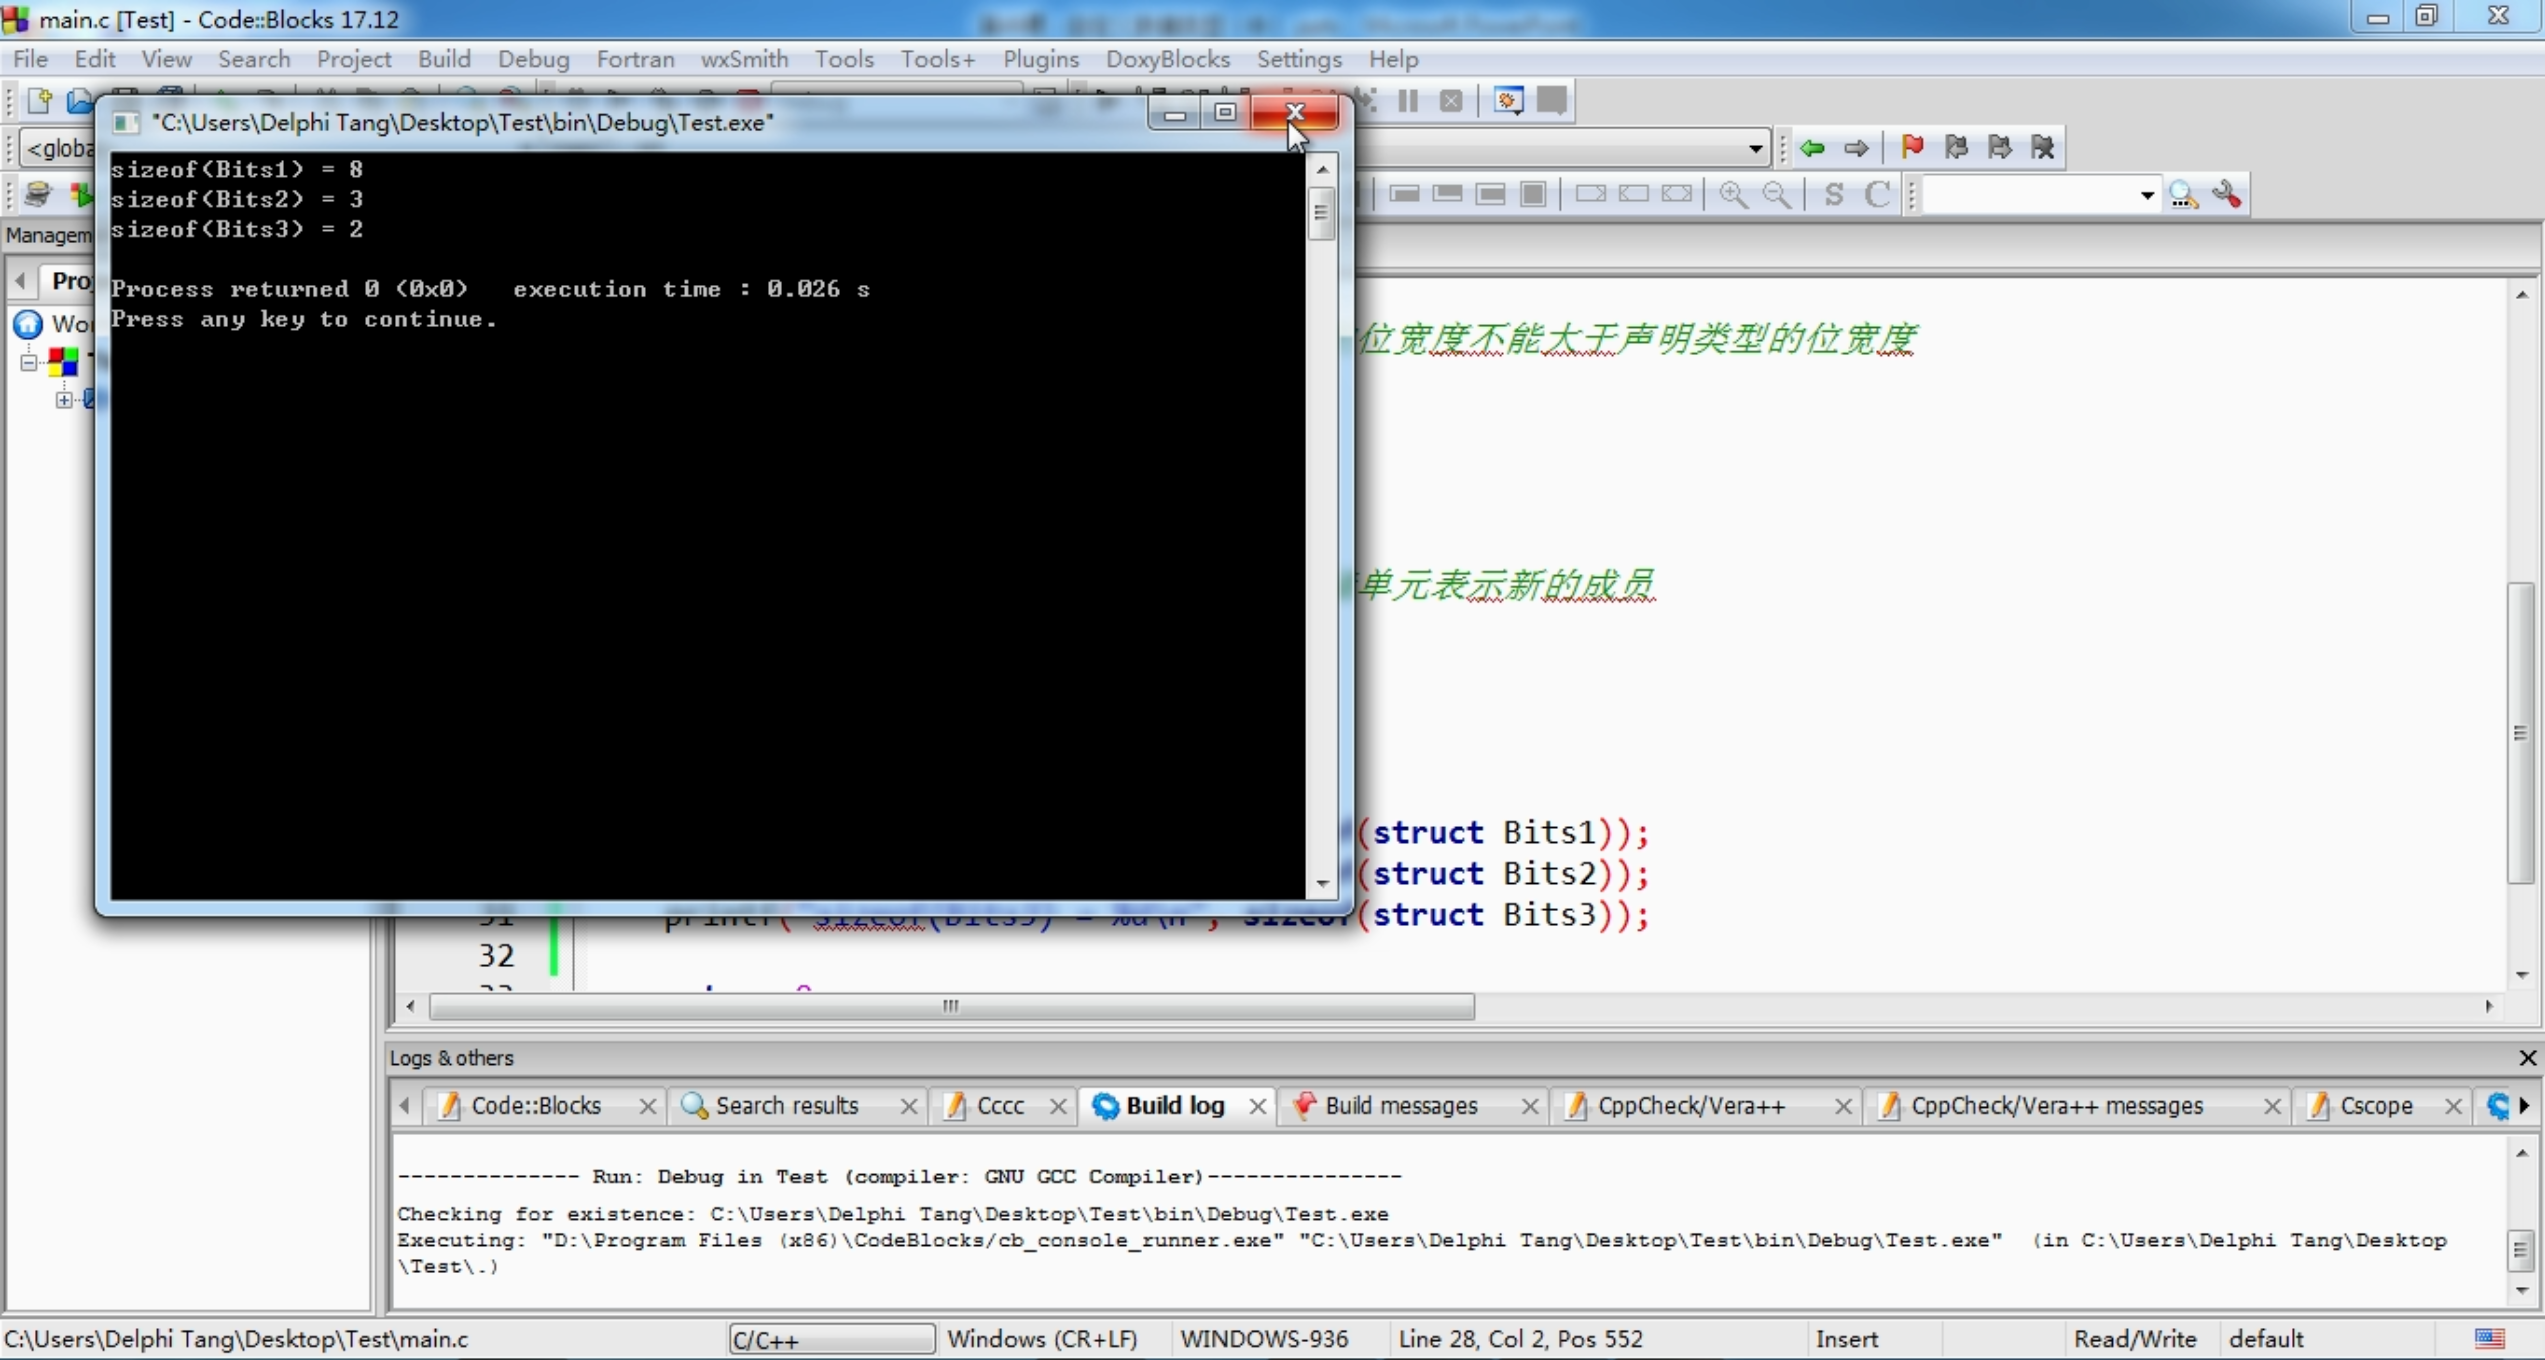 main.c [Test] - Code::Blocks 17.12
File Edit View Search Project Build Debug Fortran wxSmith Tools Tools+ Plugins DoxyBlocks Settings Help
"C:\Users\Delphi Tang\Desktop\Test\bin\Debug\Test.exe"
<globa
S C
Managem
Pro
Wor
sizeof(Bits1) = 8
sizeof(Bits2) = 3
sizeof(Bits3) = 2
Process returned 0 (0x0) execution time : 0.026 s
Press any key to continue.
位宽度不能大于声明类型的位宽度
单元表示新的成员
(struct Bits1));
(struct Bits2));
31 printf("sizeof(Bits3) = %d\n", sizeof(struct Bits3));
32
Logs & others
Code::Blocks Search results Cccc Build log Build messages CppCheck/Vera++ CppCheck/Vera++ messages Cscope
-------------- Run: Debug in Test (compiler: GNU GCC Compiler)---------------
Checking for existence: C:\Users\Delphi Tang\Desktop\Test\bin\Debug\Test.exe
Executing: "D:\Program Files (x86)\CodeBlocks/cb_console_runner.exe" "C:\Users\Delphi Tang\Desktop\Test\bin\Debug\Test.exe" (in C:\Users\Delphi Tang\Desktop
\Test\.)
C:\Users\Delphi Tang\Desktop\Test\main.c C/C++ Windows (CR+LF) WINDOWS-936 Line 28, Col 2, Pos 552 Insert Read/Write default